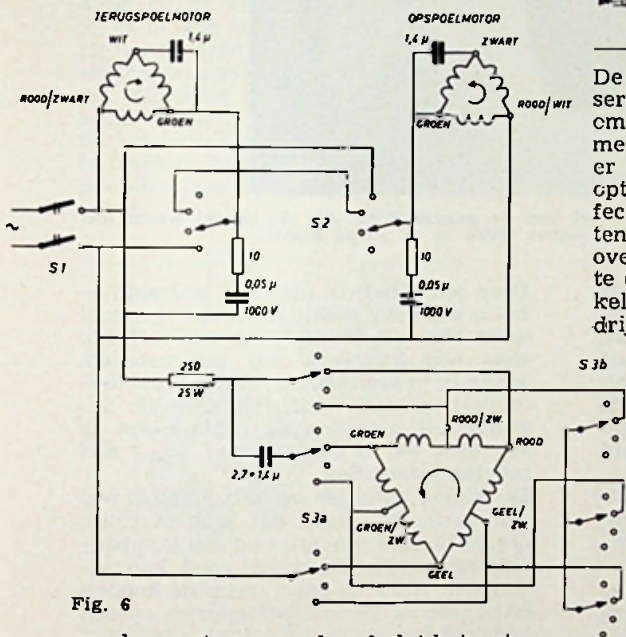 TERUGSPOELMOTOR
OPSPOELMOTOR
WIT
1,4 µ
1,4 µ
ZWART
ROOD/ZWART
GROEN
GROEN
ROOD/WIT
~
S1
S2
10
0,05 µ
1000 V
10
0,05 µ
1000 V
250
25 W
2,7 + 1,4 µ
S3a
GROEN
ROOD/ZW.
ROOD
GROEN/
ZW.
GEEL/
ZW.
GEEL
S3b
Fig. 6
De
ser
me
er
opt
fec
ten
ove
te
kel
drij